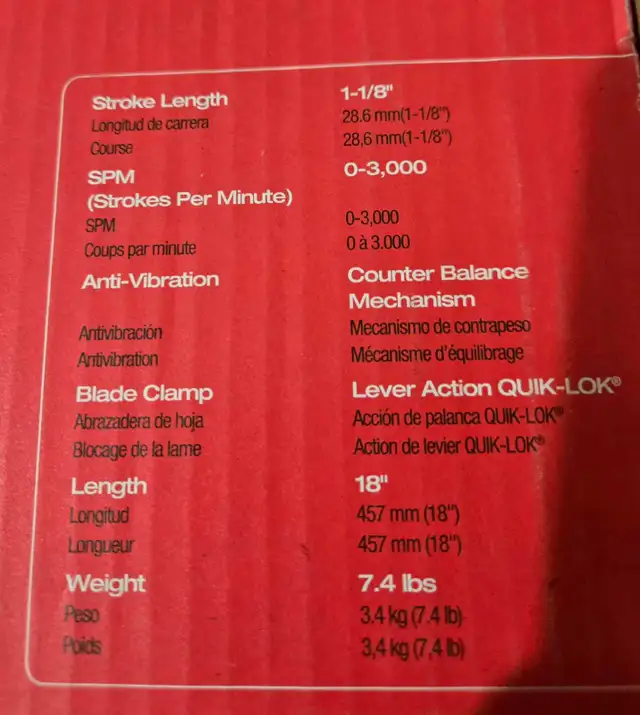 Stroke Length 1-1/8"
Longitud de carrera 28.6 mm(1-1/8")
Course 28,6 mm(1-1/8")
SPM 0-3,000
(Strokes Per Minute)
SPM 0-3,000
Coups par minute 0 à 3.000
Anti-Vibration Counter Balance
Mechanism
Antivibración Mecanismo de contrapeso
Antivibration Mécanisme d'équilibrage
Blade Clamp Lever Action QUIK-LOK®
Abrazadera de hoja Acción de palanca QUIK-LOK®
Blocage de la lame Action de levier QUIK-LOK®
Length 18"
Longitud 457 mm (18")
Longueur 457 mm (18")
Weight 7.4 lbs
Peso 3.4 kg (7.4 lb)
Poids 3,4 kg (7,4 lb)